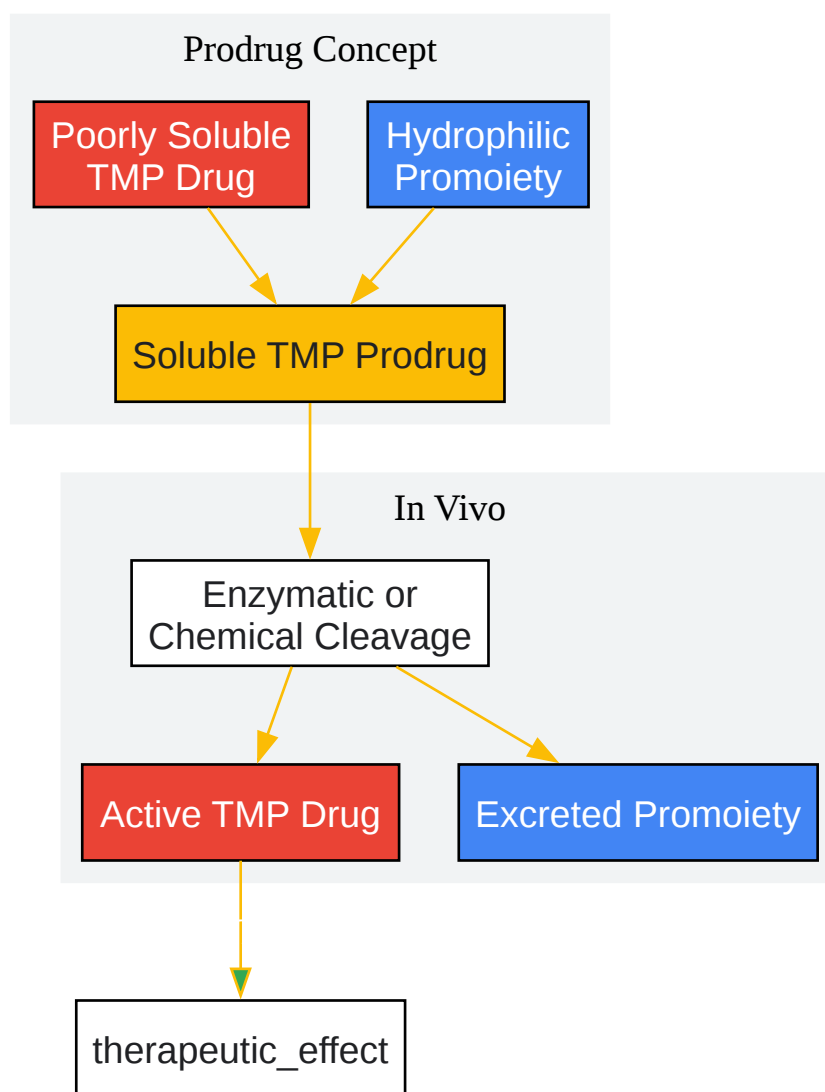 Prodrug Concept
Poorly Soluble
TMP Drug
Hydrophilic
Promoiety
Soluble TMP Prodrug
In Vivo
Enzymatic or
Chemical Cleavage
Active TMP Drug
Excreted Promoiety
therapeutic_effect